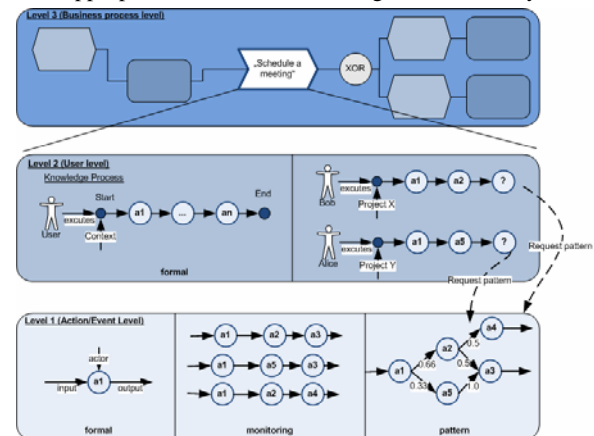 Level 3 (Business process level)
„Schedule a
meeting"
XOR
Level 2 (User level)
Knowledge Process
Start
End
User
excutes
a1
...
an
Context
formal
Bob
excutes
Project X
a1
a2
?
Alice
excutes
Project Y
a1
a5
?
Request pattern
Request pattern
Level 1 (Action/Event Level)
actor
input
a1
output
formal
a1
a2
a3
a1
a5
a3
a1
a2
a4
monitoring
a1
0.66
a2
0.5
a4
0.5
a3
0.33
a5
1.0
pattern